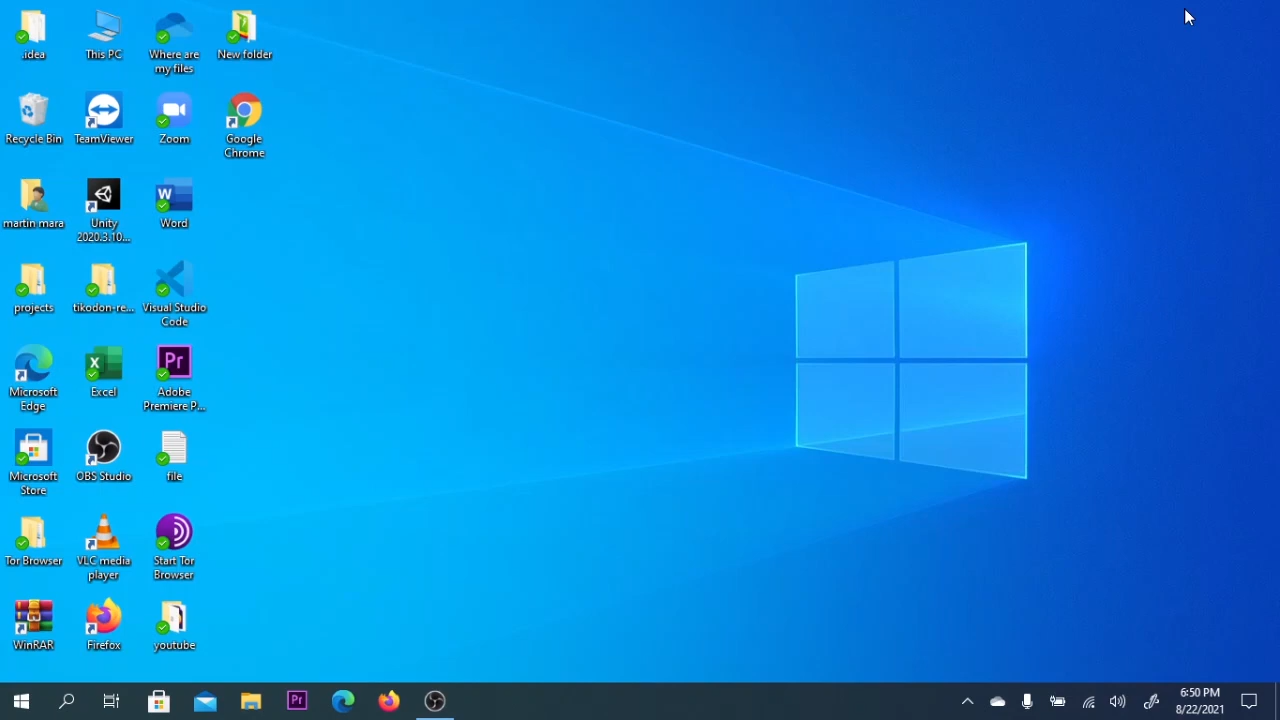 .idea
This PC
Where are
my files
New folder
Recycle Bin
TeamViewer
Zoom
Google
Chrome
martin mara
Unity
2020.3.10...
W
Word
projects
tikodon-re...
Visual Studio
Code
Microsoft
Edge
X
Excel
Pr
Adobe
Premiere P...
Microsoft
Store
OBS Studio
file
Tor Browser
VLC media
player
Start Tor
Browser
WinRAR
Firefox
youtube
Pr
6:50 PM
8/22/2021